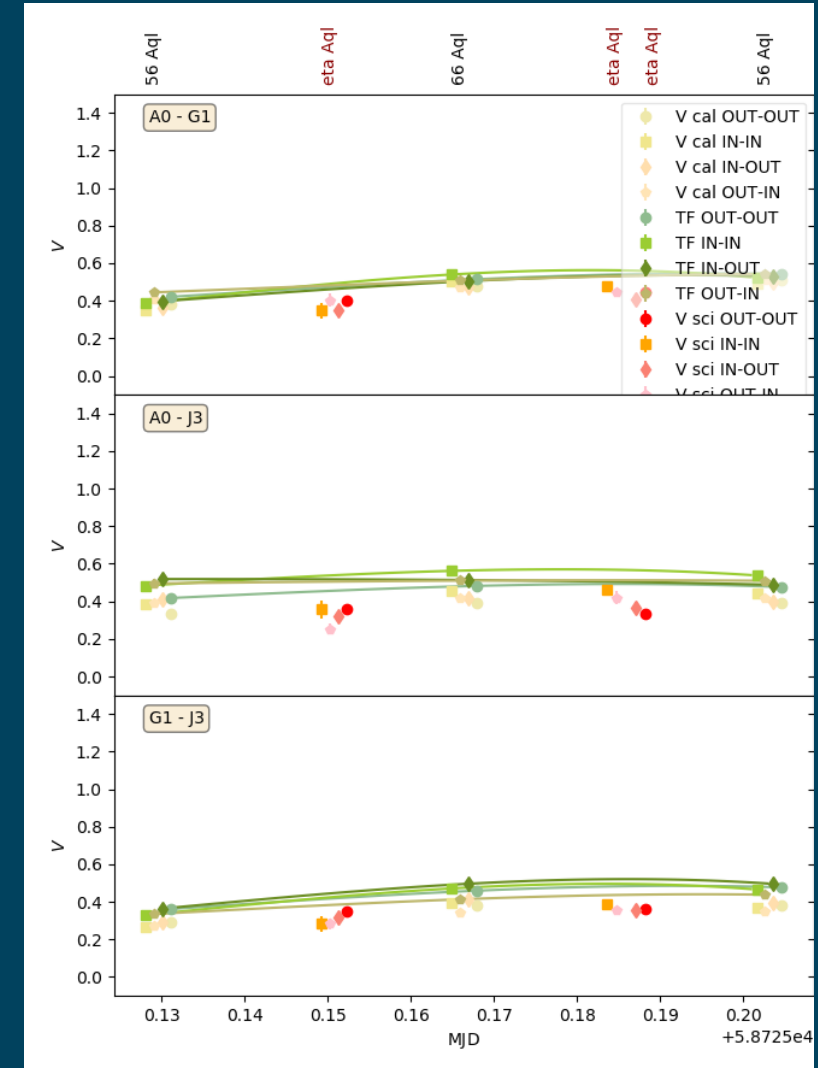 56 Aql
eta Aql
66 Aql
eta Aql
eta Aql
56 Aql
A0 - G1
V cal OUT-OUT
V cal IN-IN
V cal IN-OUT
V cal OUT-IN
TF OUT-OUT
TF IN-IN
TF IN-OUT
TF OUT-IN
V sci OUT-OUT
V sci IN-IN
V sci IN-OUT
V sci OUT-IN
1.4
1.2
1.0
0.8
0.6
0.4
0.2
0.0
V
A0 - J3
1.4
1.2
1.0
0.8
0.6
0.4
0.2
0.0
V
G1 - J3
1.4
1.2
1.0
0.8
0.6
0.4
0.2
0.0
V
0.13 0.14 0.15 0.16 0.17 0.18 0.19 0.20
MJD
+5.8725e4